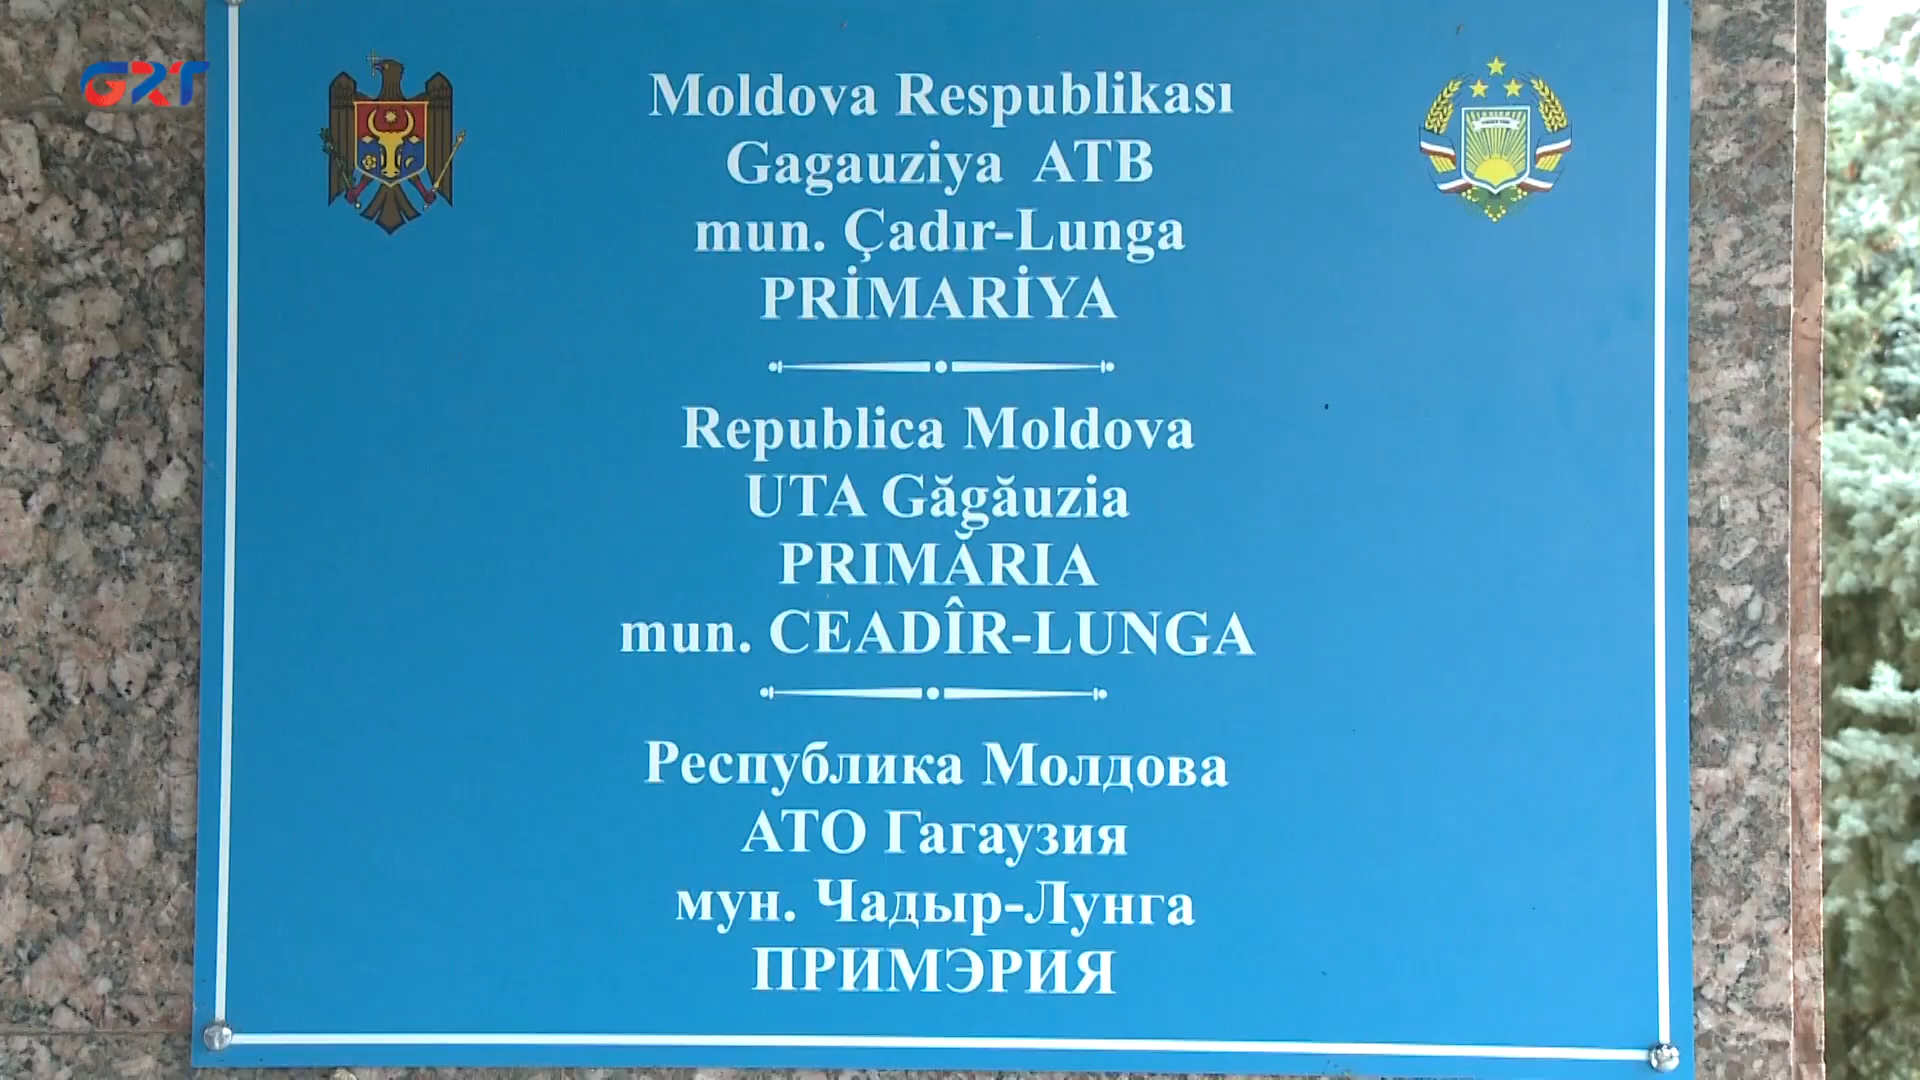 GRT
Moldova Respublikası
Gagauziya ATB
mun. Çadır-Lunga
PRİMARİYA
Republica Moldova
UTA Găgăuzia
PRIMĂRIA
mun. CEADÎR-LUNGA
Республика Молдова
АТО Гагаузия
мун. Чадыр-Лунга
ПРИМЭРИЯ